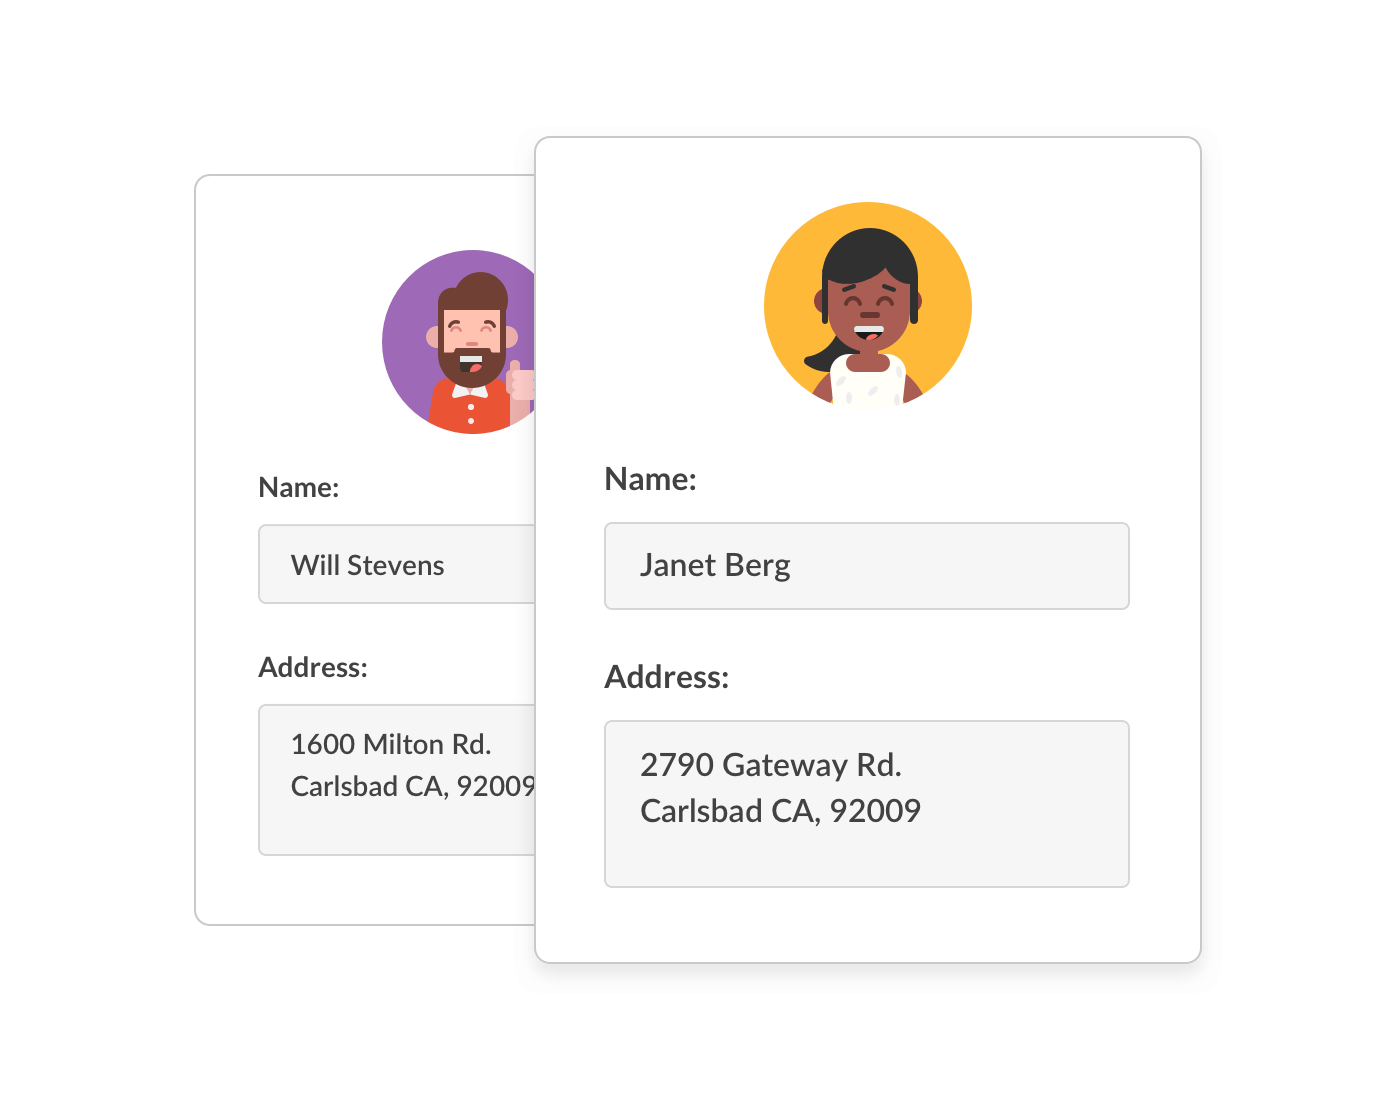 Name:
Will Stevens
Address:
1600 Milton Rd.
Carlsbad CA, 92009
Name:
Janet Berg
Address:
2790 Gateway Rd.
Carlsbad CA, 92009